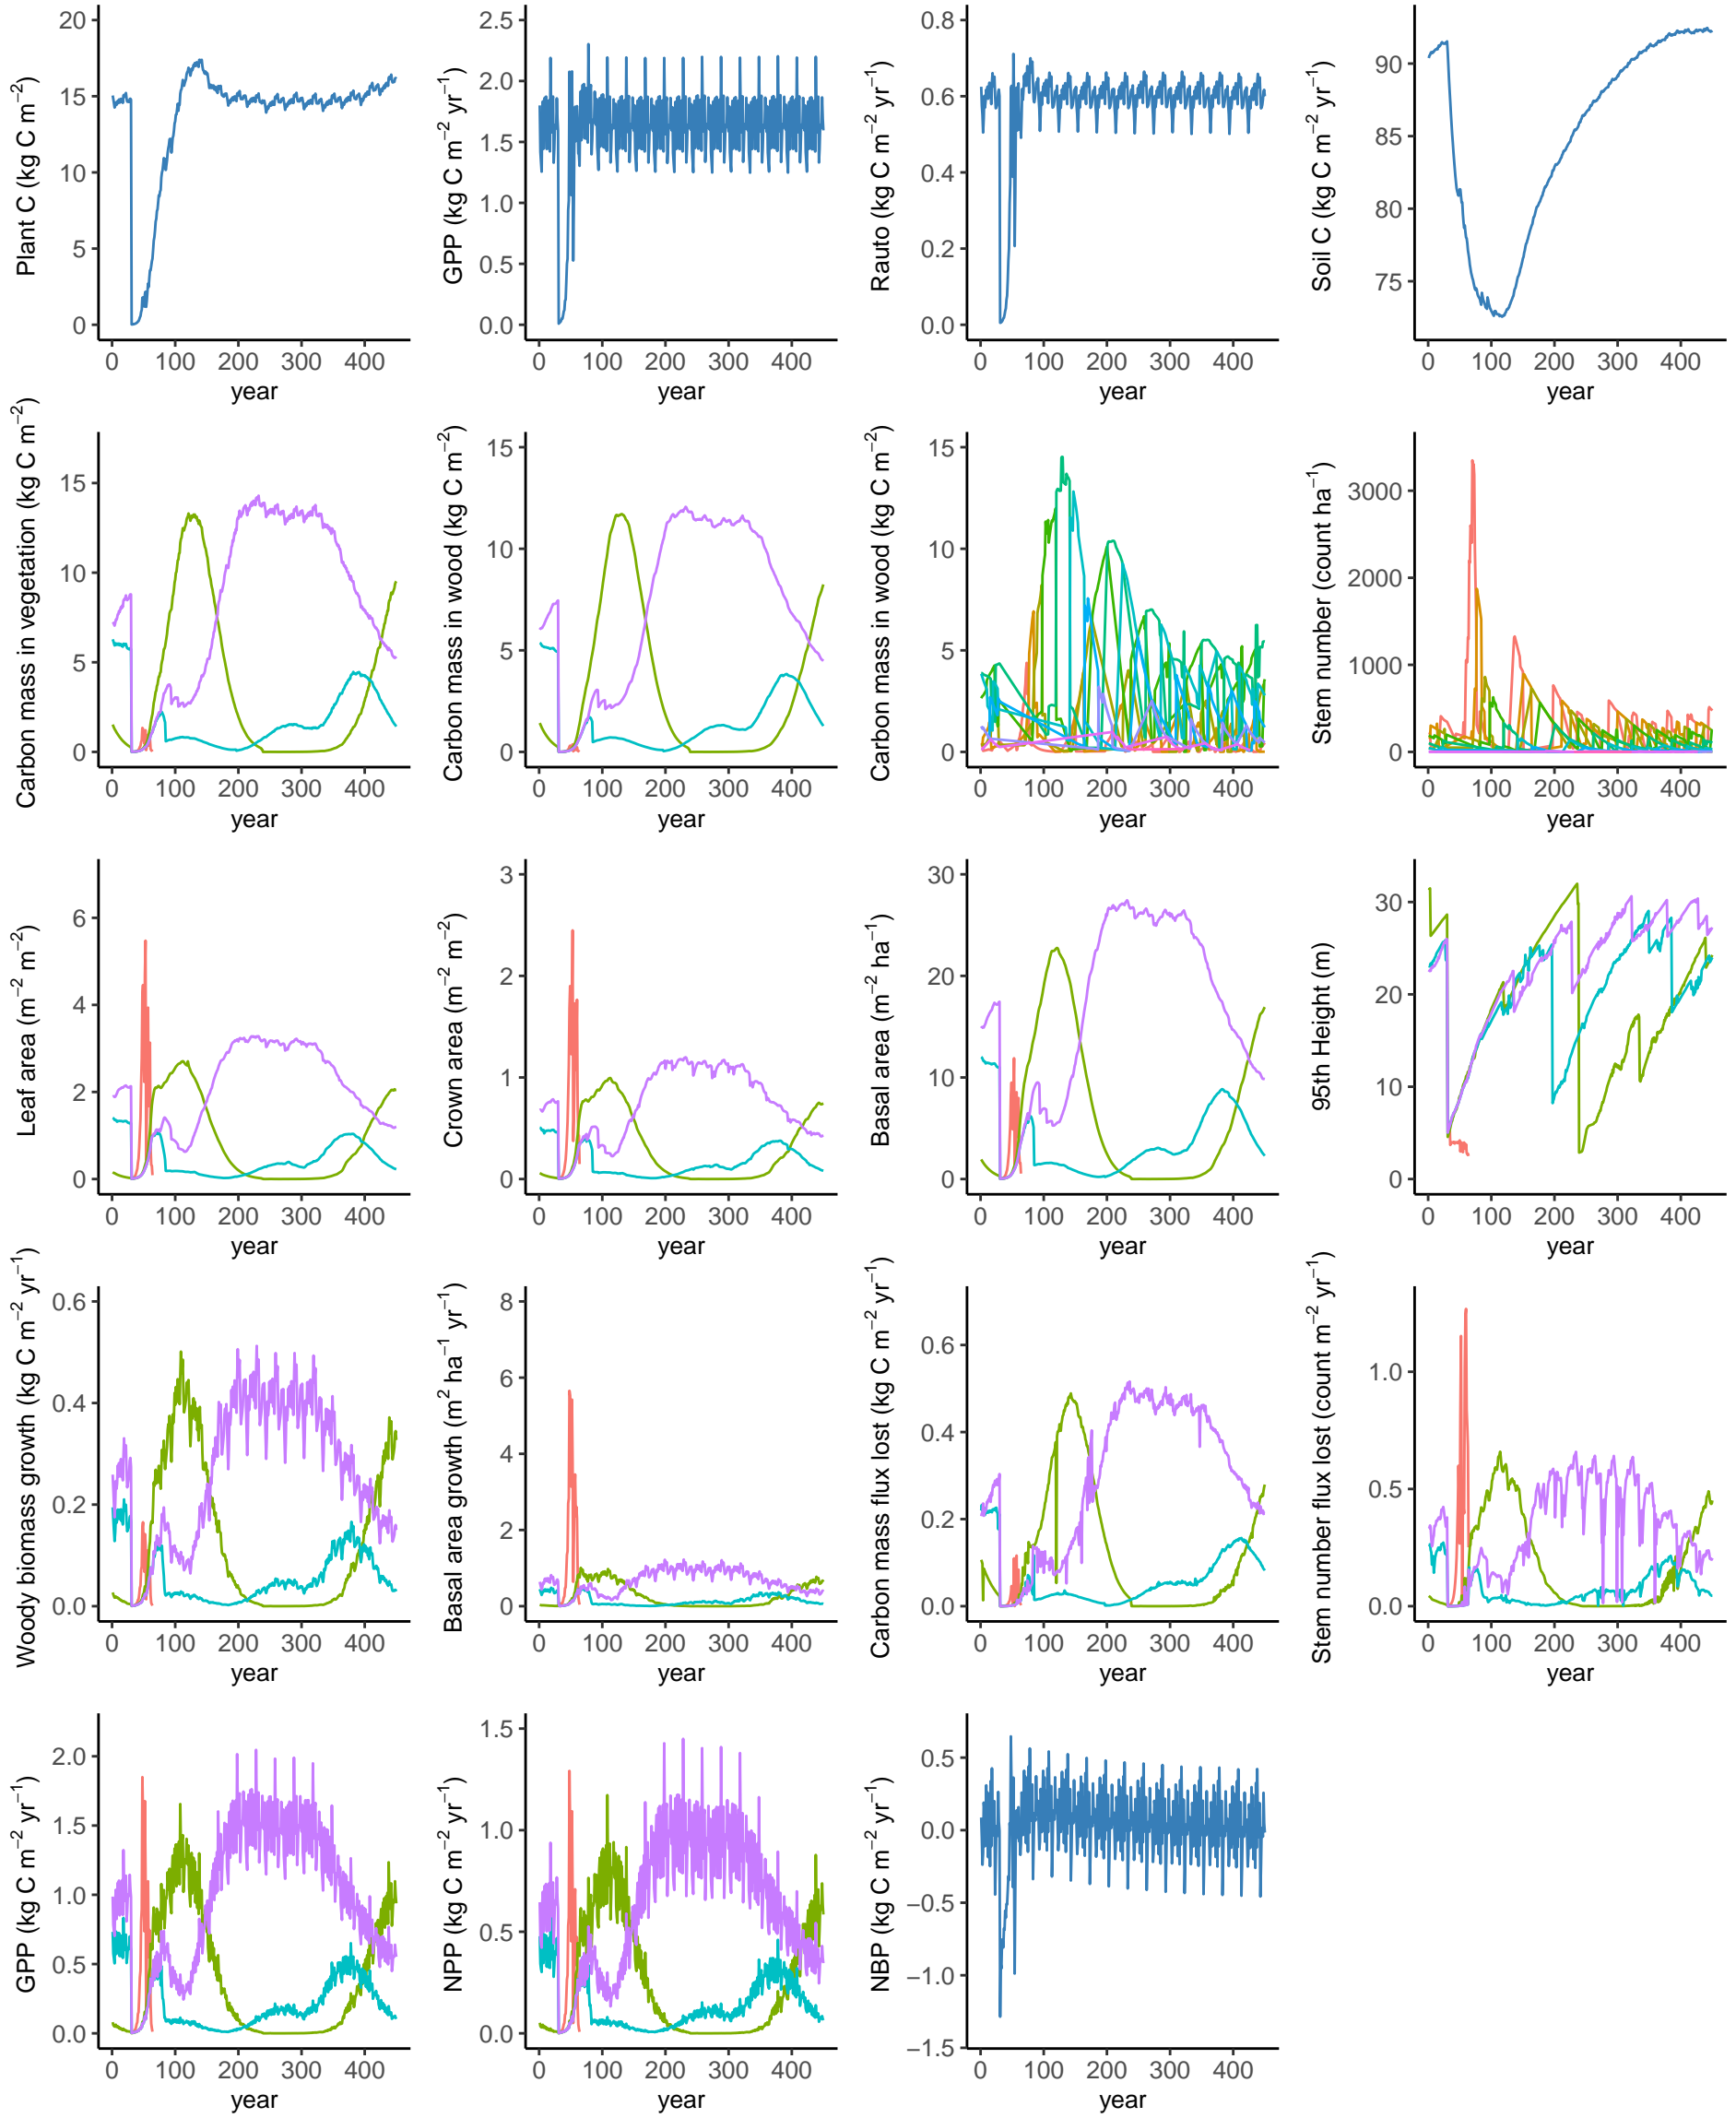 Plant C (kg C m⁻²)
20
15
10
5
0
0 100 200 300 400
year
GPP (kg C m⁻² yr⁻¹)
2.5
2.0
1.5
1.0
0.5
0.0
0 100 200 300 400
year
Rauto (kg C m⁻² yr⁻¹)
0.8
0.6
0.4
0.2
0.0
0 100 200 300 400
year
Soil C (kg C m⁻² yr⁻¹)
90
85
80
75
0 100 200 300 400
year
Carbon mass in vegetation (kg C m⁻²)
15
10
5
0
0 100 200 300 400
year
Carbon mass in wood (kg C m⁻²)
15
10
5
0
0 100 200 300 400
year
Carbon mass in wood (kg C m⁻²)
15
10
5
0
0 100 200 300 400
year
Stem number (count ha⁻¹)
3000
2000
1000
0
0 100 200 300 400
year
Leaf area (m⁻² m⁻²)
6
4
2
0
0 100 200 300 400
year
Crown area (m⁻² m⁻²)
3
2
1
0
0 100 200 300 400
year
Basal area (m⁻² ha⁻¹)
30
20
10
0
0 100 200 300 400
year
95th Height (m)
30
20
10
0
0 100 200 300 400
year
Woody biomass growth (kg C m⁻² yr⁻¹)
0.6
0.4
0.2
0.0
0 100 200 300 400
year
Basal area growth (m² ha⁻¹ yr⁻¹)
8
6
4
2
0
0 100 200 300 400
year
Carbon mass flux lost (kg C m⁻² yr⁻¹)
0.6
0.4
0.2
0.0
0 100 200 300 400
year
Stem number flux lost (count m⁻² yr⁻¹)
1.0
0.5
0.0
0 100 200 300 400
year
GPP (kg C m⁻² yr⁻¹)
2.0
1.5
1.0
0.5
0.0
0 100 200 300 400
year
NPP (kg C m⁻² yr⁻¹)
1.5
1.0
0.5
0.0
0 100 200 300 400
year
NBP (kg C m⁻² yr⁻¹)
0.5
0.0
−0.5
−1.0
−1.5
0 100 200 300 400
year